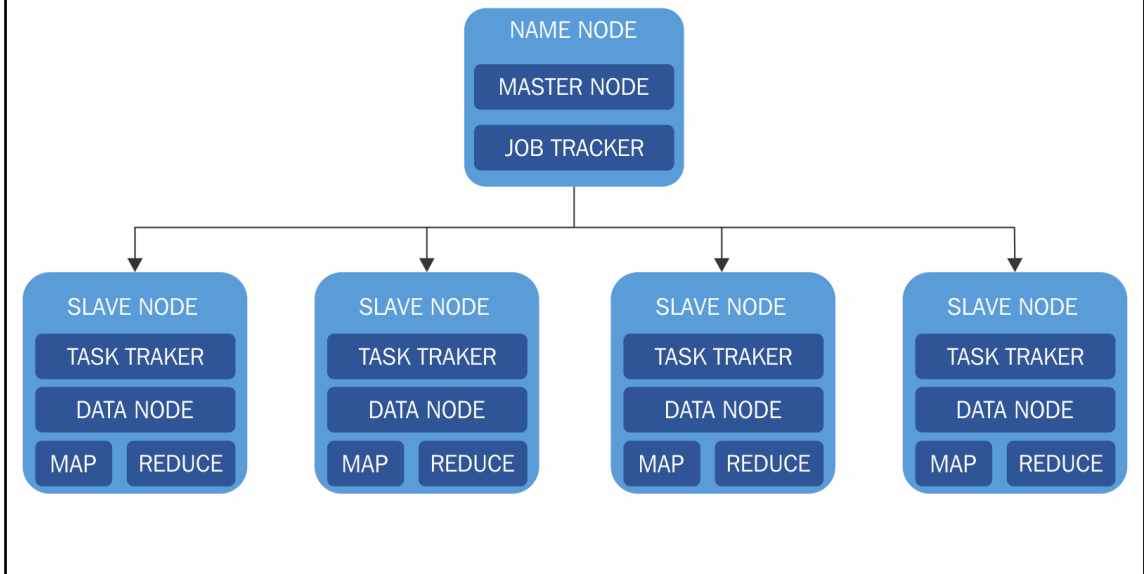 NAME NODE
MASTER NODE
JOB TRACKER
SLAVE NODE
TASK TRAKER
DATA NODE
MAP REDUCE
SLAVE NODE
TASK TRAKER
DATA NODE
MAP REDUCE
SLAVE NODE
TASK TRAKER
DATA NODE
MAP REDUCE
SLAVE NODE
TASK TRAKER
DATA NODE
MAP REDUCE